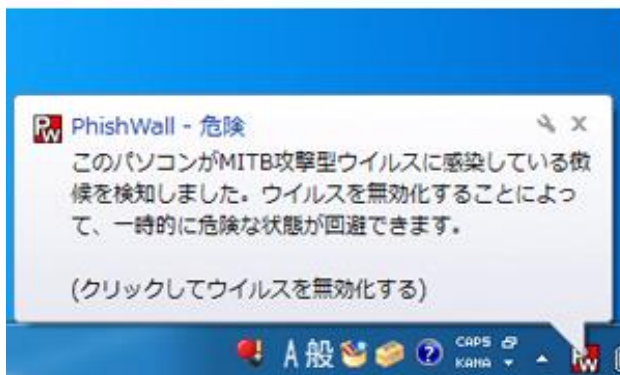 PhishWall - 危険
このパソコンがMITB攻撃型ウイルスに感染している徴
候を検知しました。ウイルスを無効化することによっ
て、一時的に危険な状態が回避できます。
(クリックしてウイルスを無効化する)
A 般 CAPS
KANA